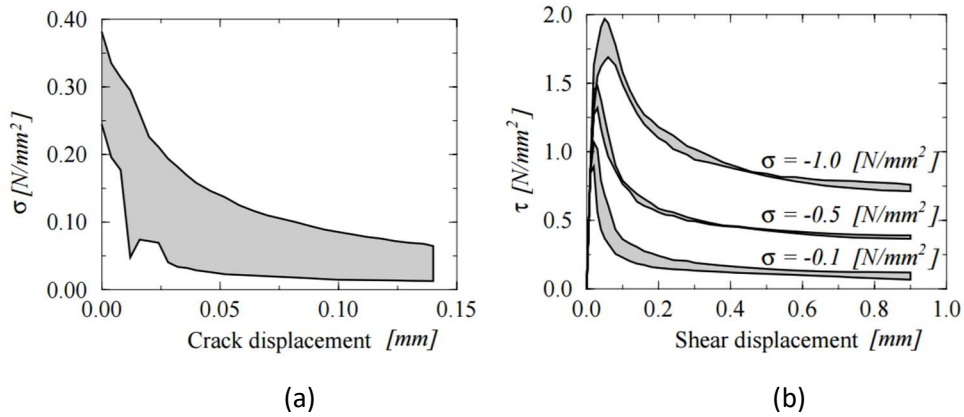 (a)
σ [N/mm²]
0.40
0.30
0.20
0.10
0.00
0.00 0.05 0.10 0.15
Crack displacement [mm]
(b)
τ [N/mm²]
2.0
1.5
1.0
0.5
0.0
σ = -1.0 [N/mm²]
σ = -0.5 [N/mm²]
σ = -0.1 [N/mm²]
0.0 0.2 0.4 0.6 0.8 1.0
Shear displacement [mm]
(a)
(b)